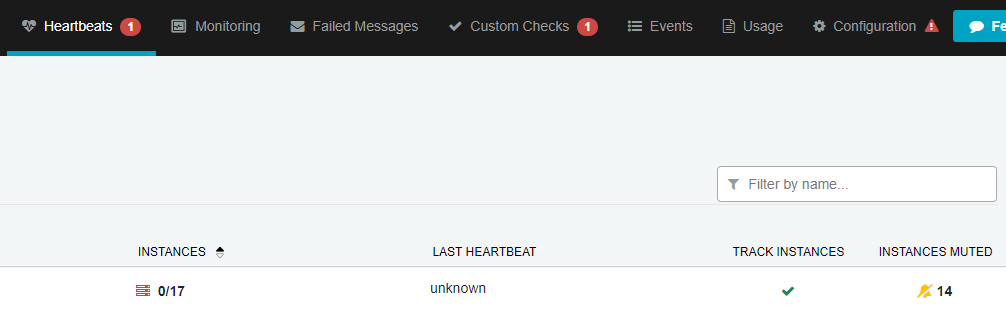 Heartbeats 1 Monitoring Failed Messages Custom Checks 1 Events Usage Configuration Fe
Filter by name...
INSTANCES LAST HEARTBEAT TRACK INSTANCES INSTANCES MUTED
0/17 unknown 14